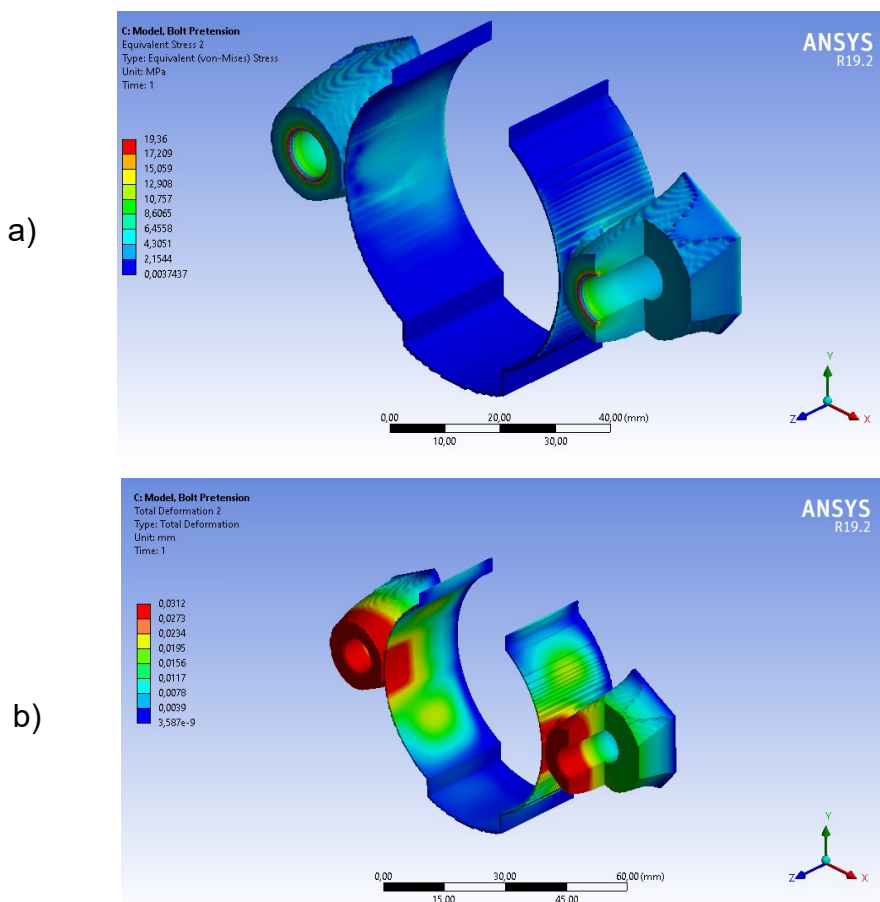 a)
C: Model, Bolt Pretension
Equivalent Stress 2
Type: Equivalent (von-Mises) Stress
Unit: MPa
Time: 1
ANSYS
R19.2
19,36
17,209
15,059
12,908
10,757
8,6065
6,4558
4,3051
2,1544
0,0037437
0,00 20,00 40,00 (mm)
10,00 30,00
Y
Z X
b)
C: Model, Bolt Pretension
Total Deformation 2
Type: Total Deformation
Unit: mm
Time: 1
ANSYS
R19.2
0,0312
0,0273
0,0234
0,0195
0,0156
0,0117
0,0078
0,0039
3,587e-9
0,00 30,00 60,00 (mm)
15,00 45,00
Y
Z X